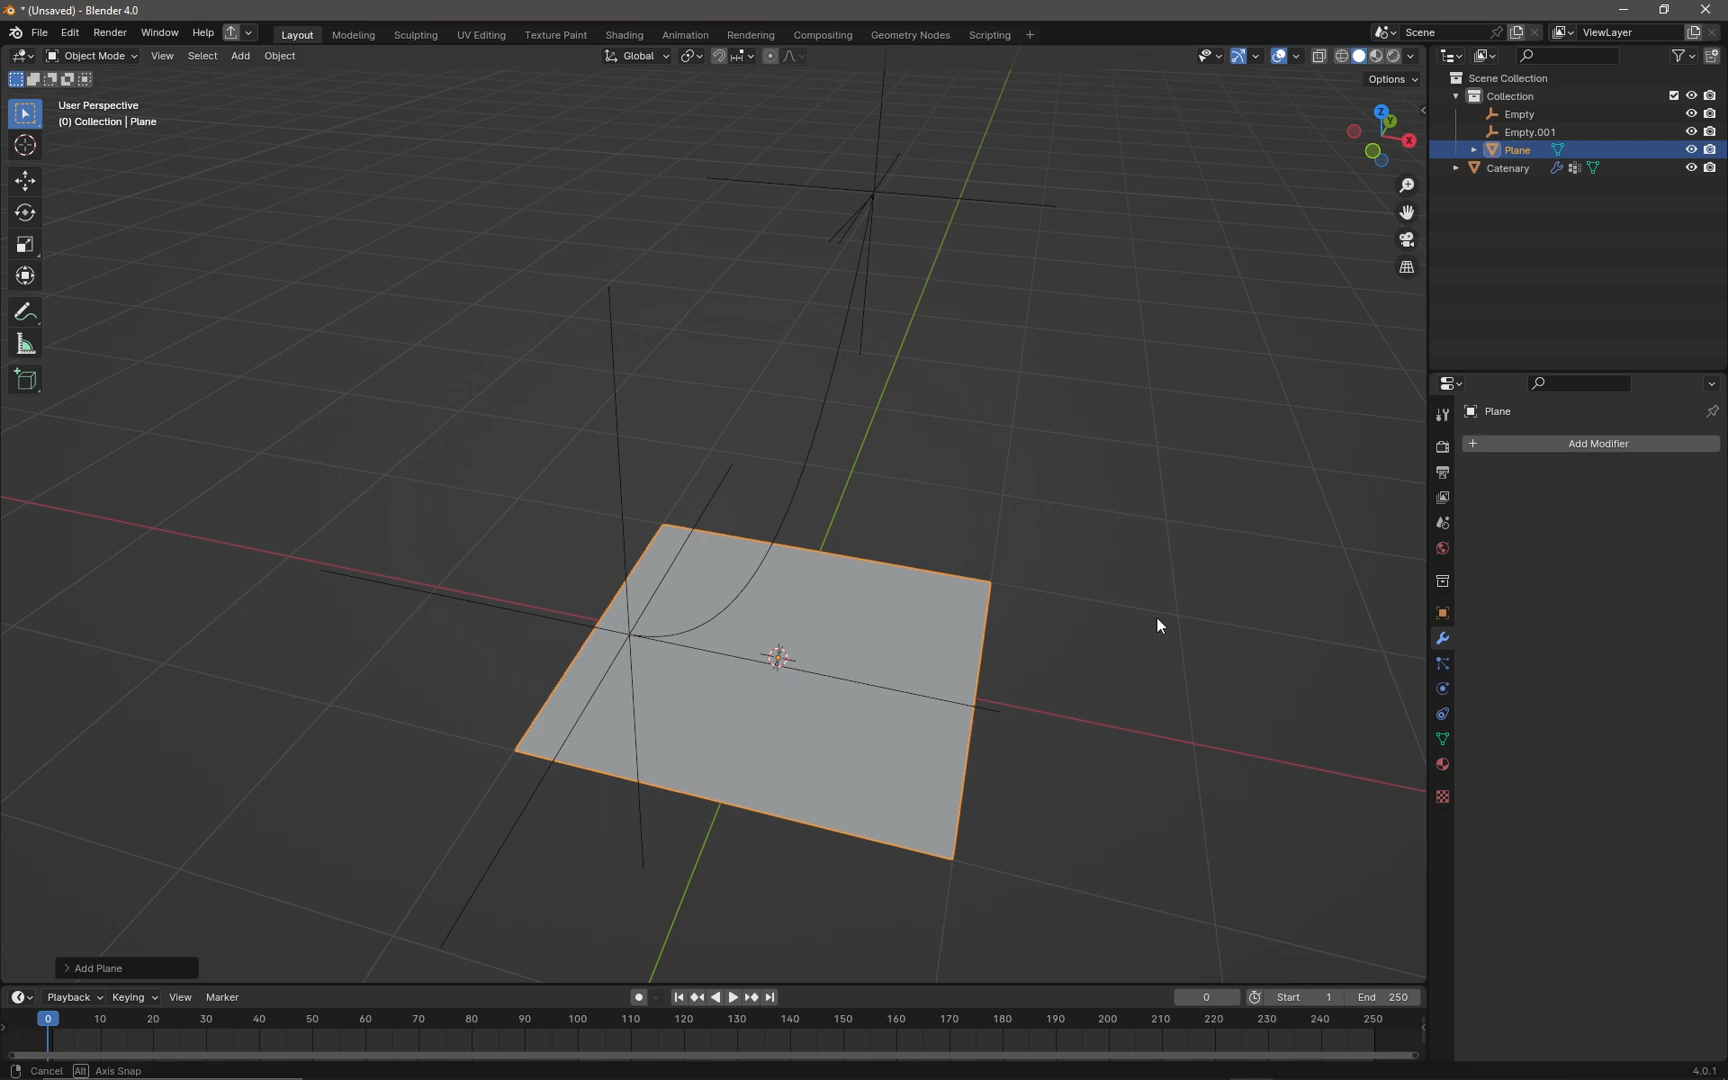 * (Unsaved) - Blender 4.0
File Edit Render Window Help Layout Modeling Sculpting UV Editing Texture Paint Shading Animation Rendering Compositing Geometry Nodes Scripting + Scene ViewLayer
Object Mode View Select Add Object Global
Options
User Perspective
(0) Collection | Plane
Z
Y
X
Scene Collection
Collection
Empty
Empty.001
Plane
Catenary
Plane
+ Add Modifier
> Add Plane
Playback Keying View Marker 0 Start 1 End 250
0 10 20 30 40 50 60 70 80 90 100 110 120 130 140 150 160 170 180 190 200 210 220 230 240 250
Cancel Alt Axis Snap 4.0.1